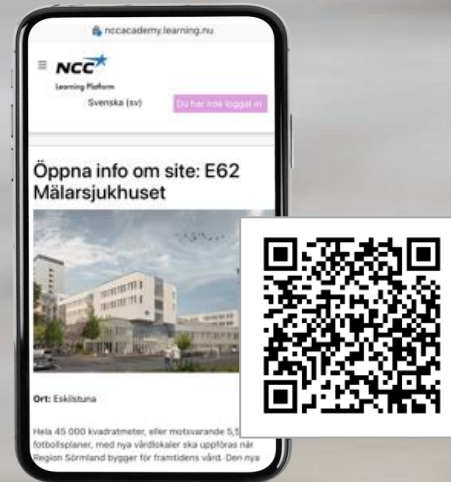 nccacademy.learning.nu
NCC
Learning Platform
Svenska (sv)
Du har inte loggat in.
Öppna info om site: E62
Mälarsjukhuset
Ort: Eskilstuna
Hela 45 000 kvadratmeter, eller motsvarande 5,5
fotbollsplaner, med nya vårdlokaler ska uppföras när
Region Sörmland bygger för framtidens vård. Den nya